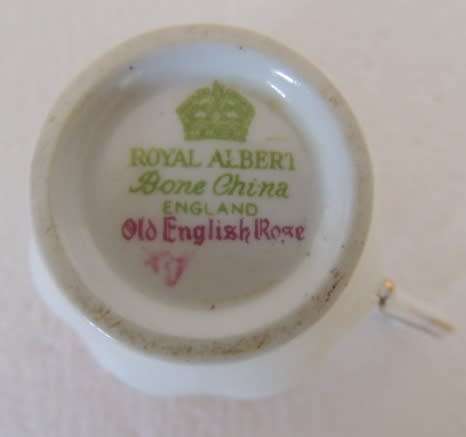 ROYAL ALBERT
Bone China
ENGLAND
Old English Rose